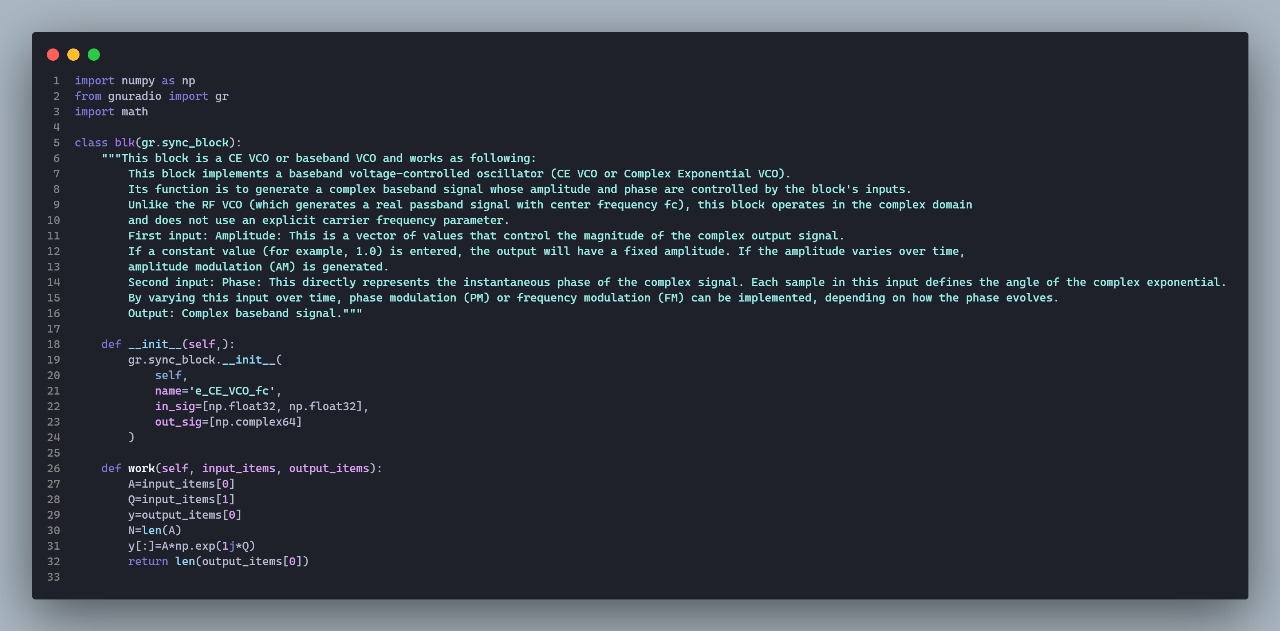 1 import numpy as np
2 from gnuradio import gr
3 import math
4
5 class blk(gr.sync_block):
6     """This block is a CE VCO or baseband VCO and works as following:
7         This block implements a baseband voltage-controlled oscillator (CE VCO or Complex Exponential VCO).
8         Its function is to generate a complex baseband signal whose amplitude and phase are controlled by the block's inputs.
9         Unlike the RF VCO (which generates a real passband signal with center frequency fc), this block operates in the complex domain
10         and does not use an explicit carrier frequency parameter.
11         First input: Amplitude: This is a vector of values that control the magnitude of the complex output signal.
12         If a constant value (for example, 1.0) is entered, the output will have a fixed amplitude. If the amplitude varies over time,
13         amplitude modulation (AM) is generated.
14         Second input: Phase: This directly represents the instantaneous phase of the complex signal. Each sample in this input defines the angle of the complex exponential.
15         By varying this input over time, phase modulation (PM) or frequency modulation (FM) can be implemented, depending on how the phase evolves.
16         Output: Complex baseband signal."""
17
18     def __init__(self,):
19         gr.sync_block.__init__(
20             self,
21             name='e_CE_VCO_fc',
22             in_sig=[np.float32, np.float32],
23             out_sig=[np.complex64]
24         )
25
26     def work(self, input_items, output_items):
27         A=input_items[0]
28         Q=input_items[1]
29         y=output_items[0]
30         N=len(A)
31         y[:]=A*np.exp(1j*Q)
32         return len(output_items[0])
33